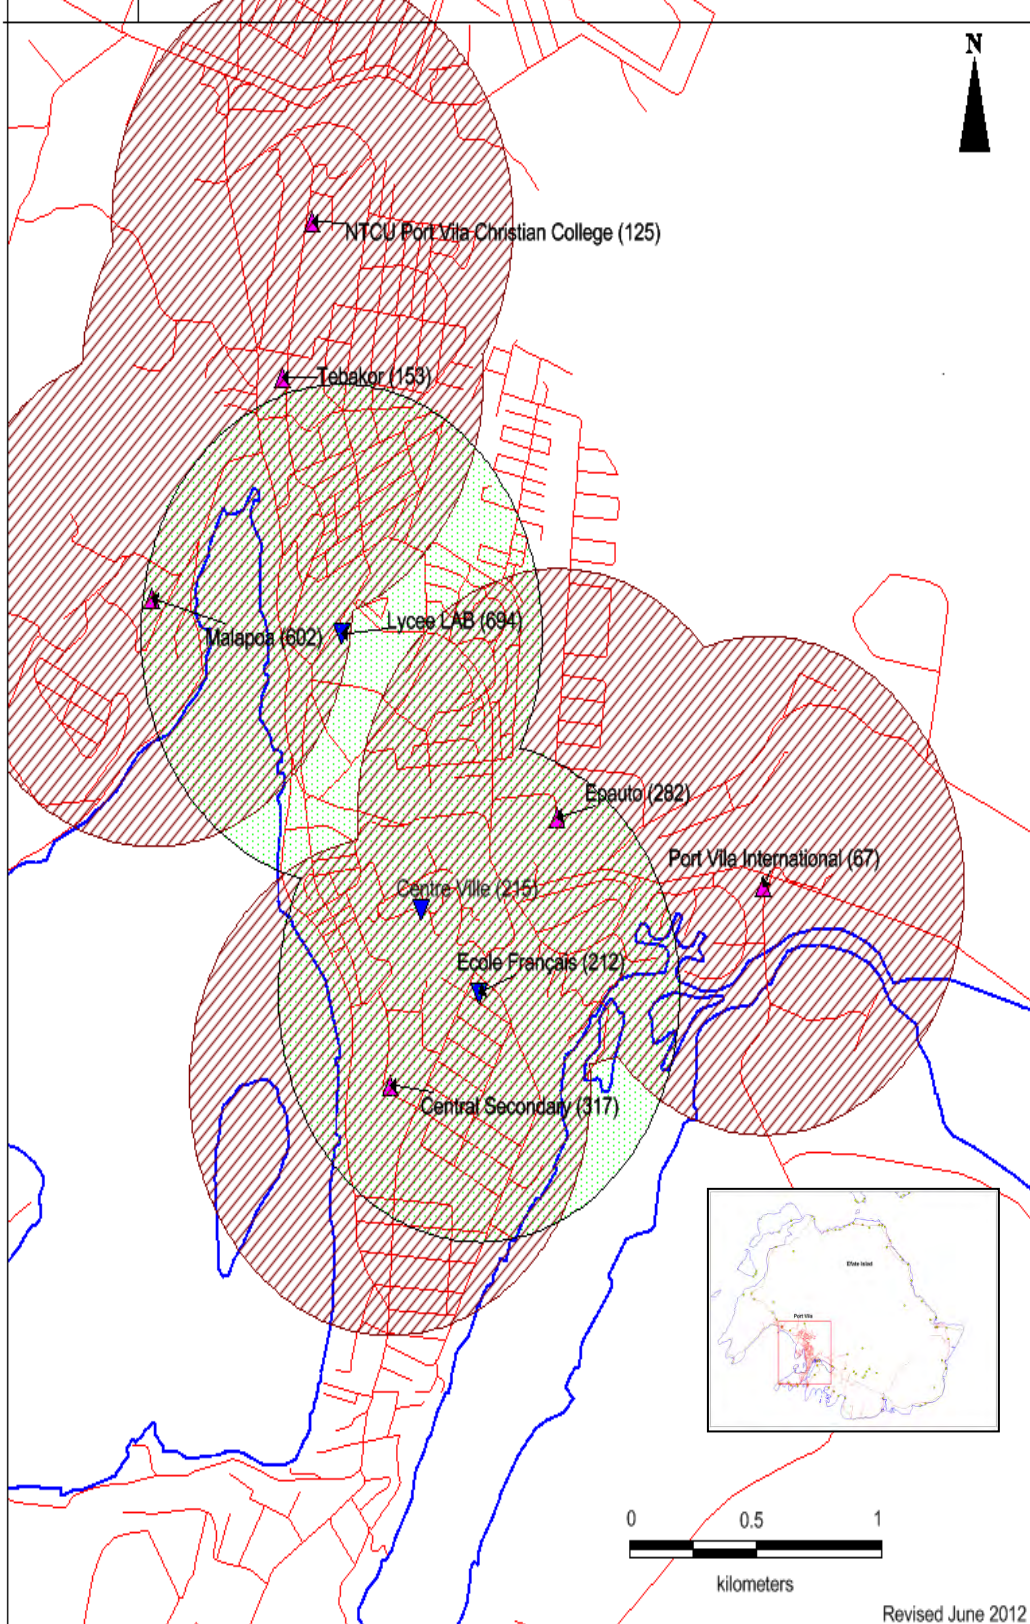 N
NTCU Port Vila Christian College (125)
Tebakor (153)
Lycee LAB (694)
Malapoa (602)
Epauto (282)
Port Vila International (67)
Centre Ville (215)
Ecole Français (212)
Central Secondary (317)
Efate Island
Port Vila
0 0.5 1
kilometers
Revised June 2012